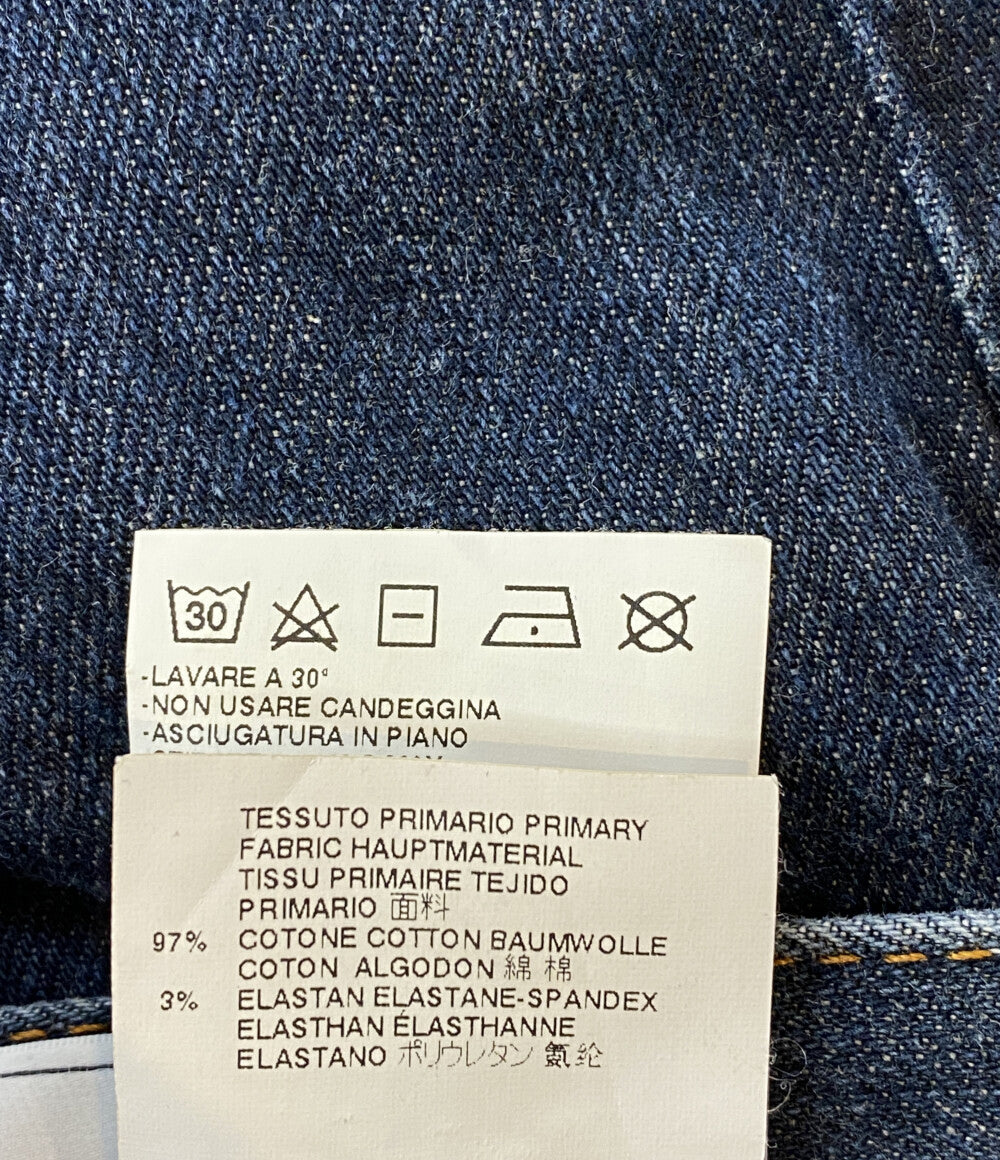 30
-LAVARE A 30°
-NON USARE CANDEGGINA
-ASCIUGATURA IN PIANO
TESSUTO PRIMARIO PRIMARY
FABRIC HAUPTMATERIAL
TISSU PRIMAIRE TEJIDO
PRIMARIO 面料
97% COTONE COTTON BAUMWOLLE
COTON ALGODON 綿 棉
3% ELASTAN ELASTANE-SPANDEX
ELASTHAN ÉLASTHANNE
ELASTANO ポリウレタン 氨纶